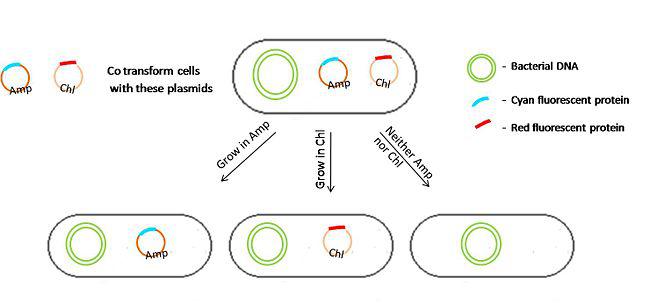 Amp
Chl
Co transform cells
with these plasmids
Amp
Chl
- Bacterial DNA
- Cyan fluorescent protein
- Red fluorescent protein
Grow in Amp
Grow in Chl
Neither Amp
nor Chl
Amp
Chl